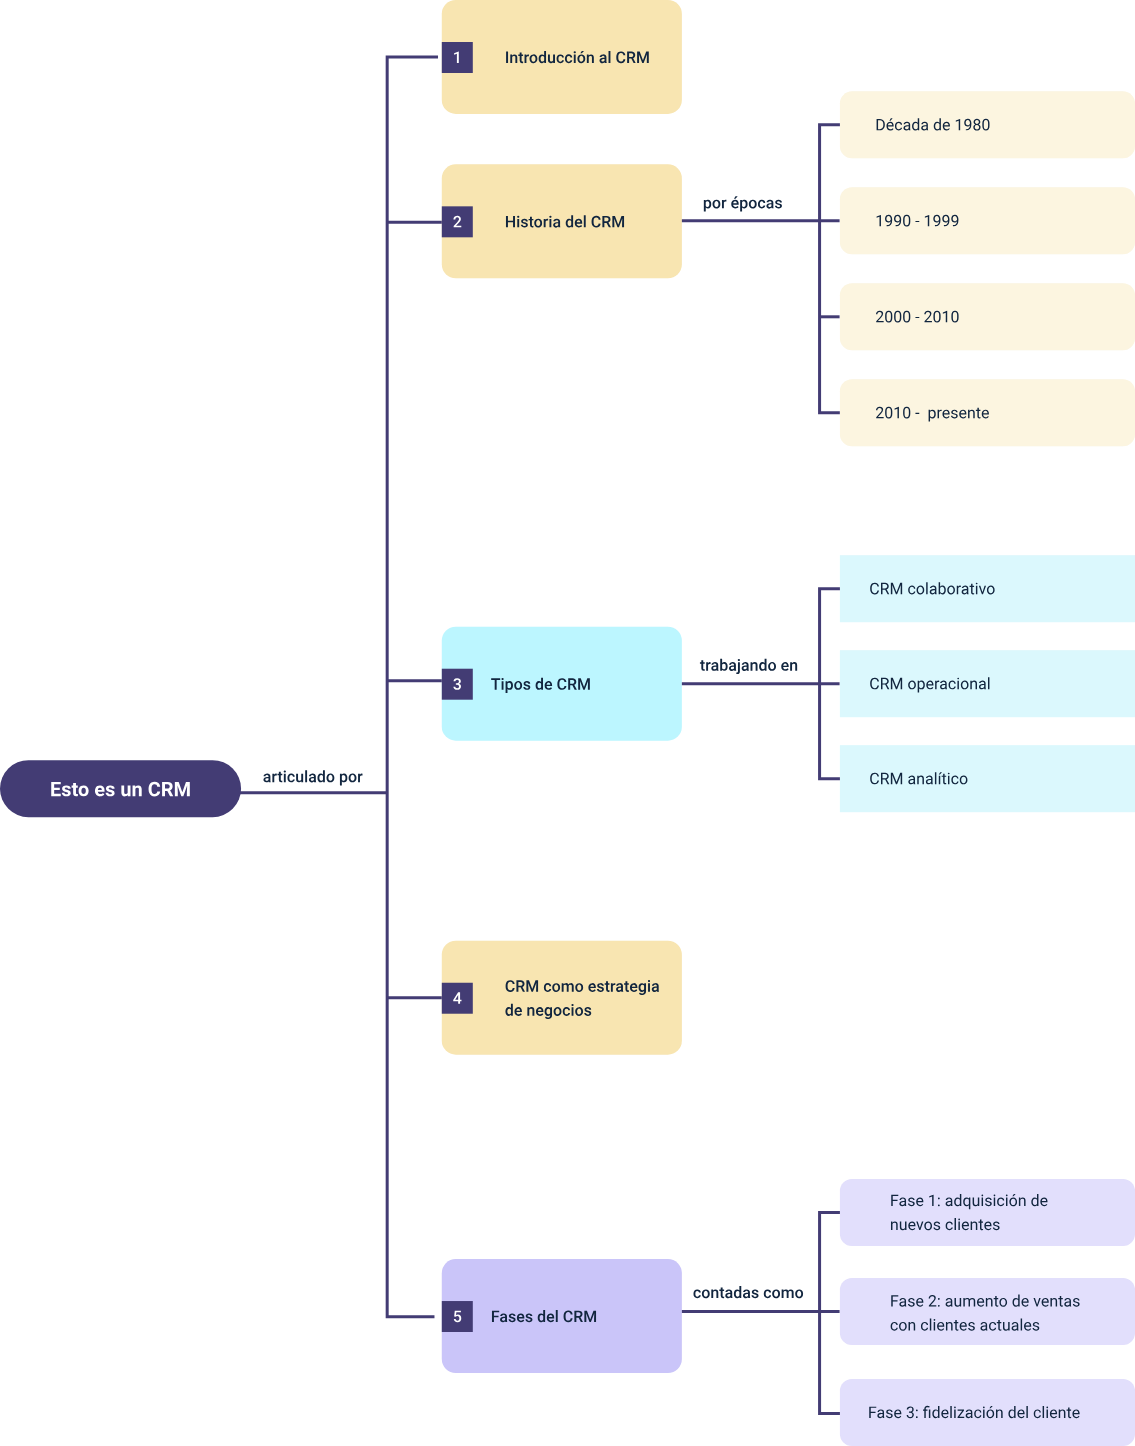 1
Introducción al CRM
Década de 1980
2
Historia del CRM
por épocas
1990 - 1999
2000 - 2010
2010 -  presente
CRM colaborativo
3
Tipos de CRM
trabajando en
CRM operacional
CRM analítico
Esto es un CRM
articulado por
4
CRM como estrategia
de negocios
Fase 1: adquisición de
nuevos clientes
5
Fases del CRM
contadas como
Fase 2: aumento de ventas
con clientes actuales
Fase 3: fidelización del cliente